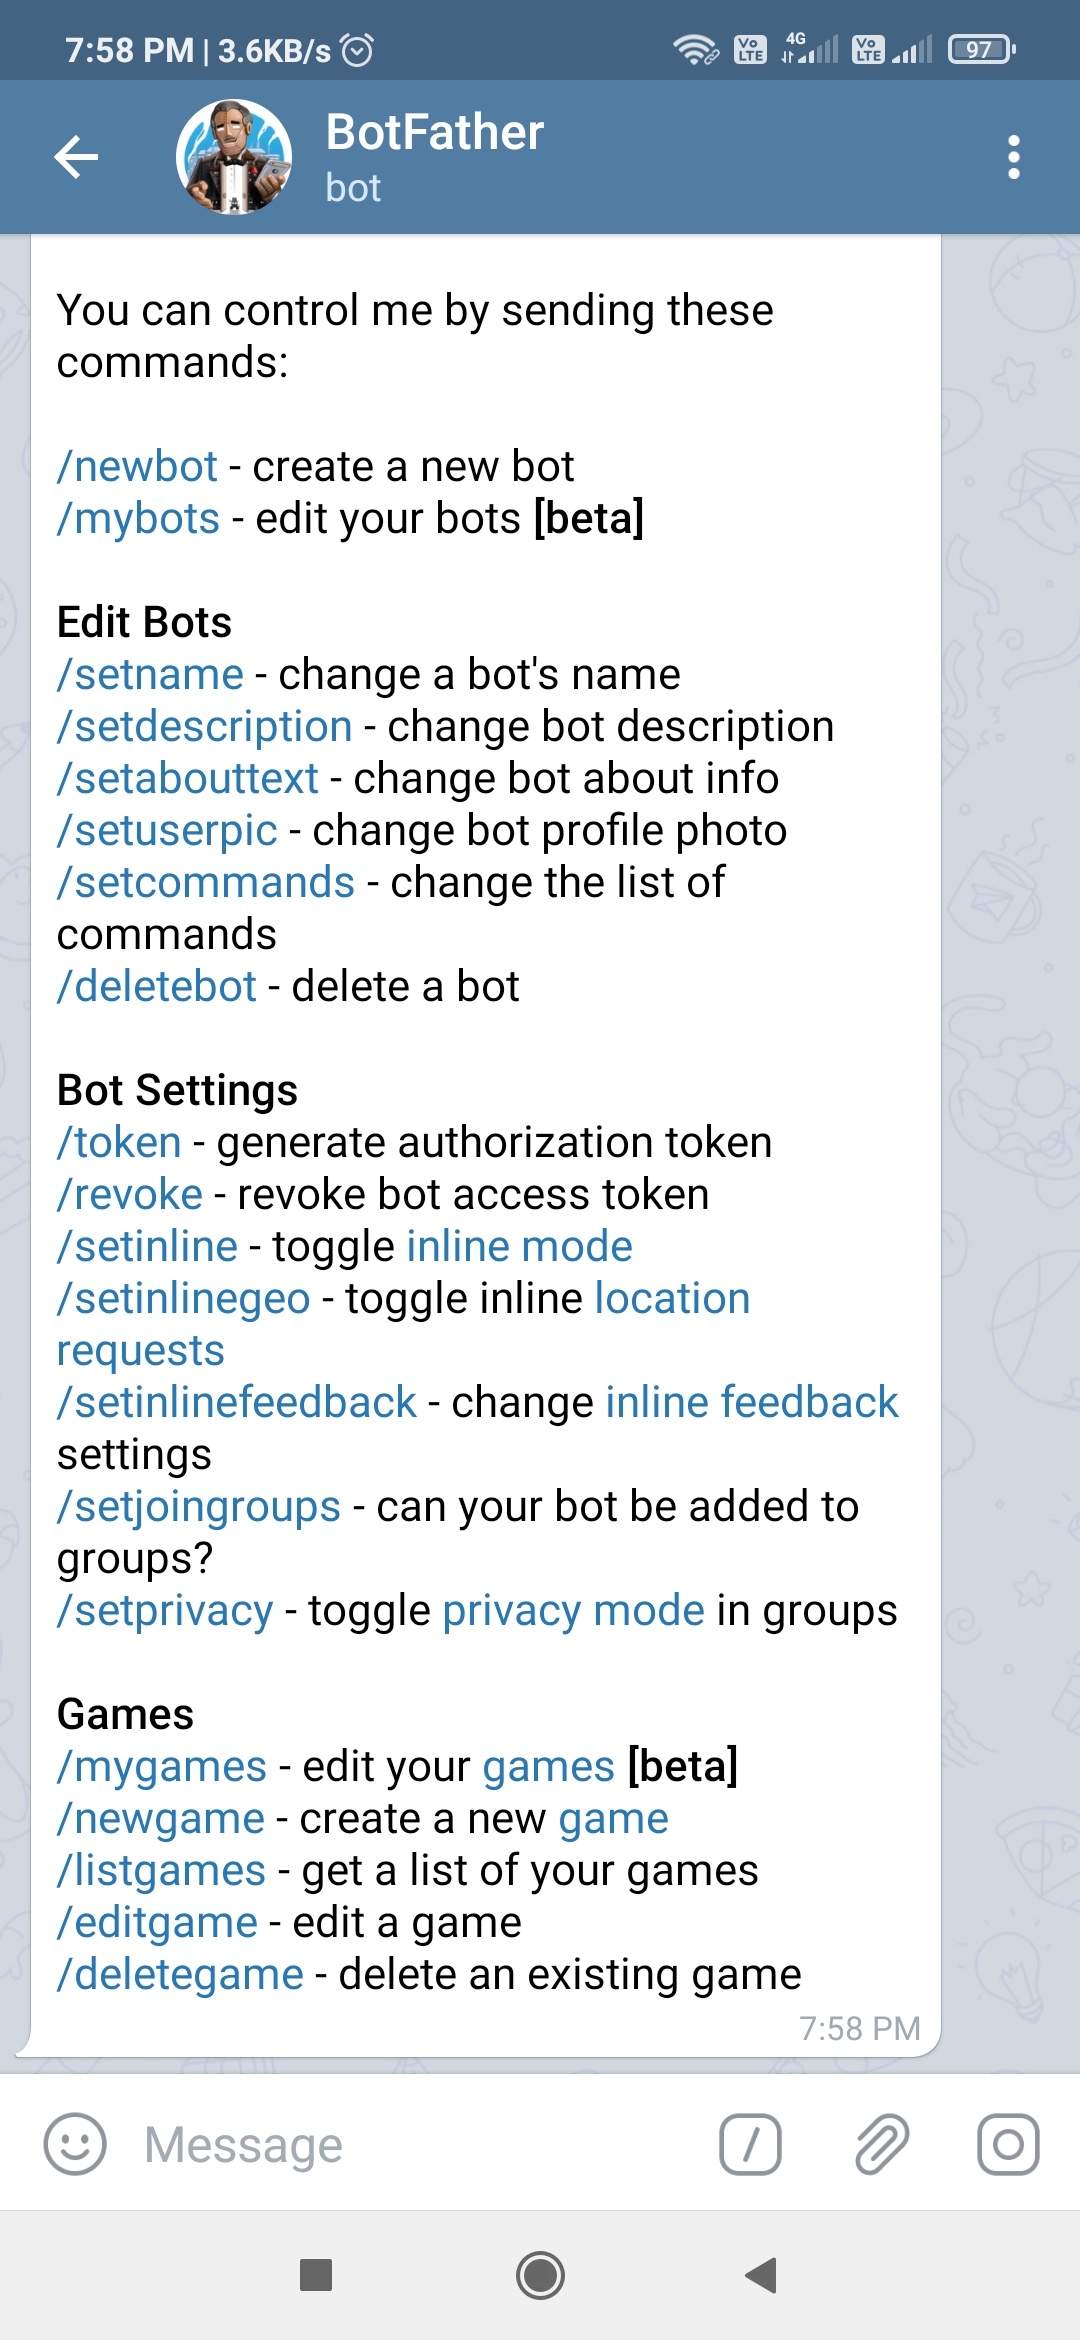 7:58 PM | 3.6KB/s
Vo LTE 4G Vo LTE 97
BotFather
bot
You can control me by sending these
commands:
/newbot - create a new bot
/mybots - edit your bots [beta]
Edit Bots
/setname - change a bot's name
/setdescription - change bot description
/setabouttext - change bot about info
/setuserpic - change bot profile photo
/setcommands - change the list of
commands
/deletebot - delete a bot
Bot Settings
/token - generate authorization token
/revoke - revoke bot access token
/setinline - toggle inline mode
/setinlinegeo - toggle inline location
requests
/setinlinefeedback - change inline feedback
settings
/setjoingroups - can your bot be added to
groups?
/setprivacy - toggle privacy mode in groups
Games
/mygames - edit your games [beta]
/newgame - create a new game
/listgames - get a list of your games
/editgame - edit a game
/deletegame - delete an existing game
7:58 PM
Message